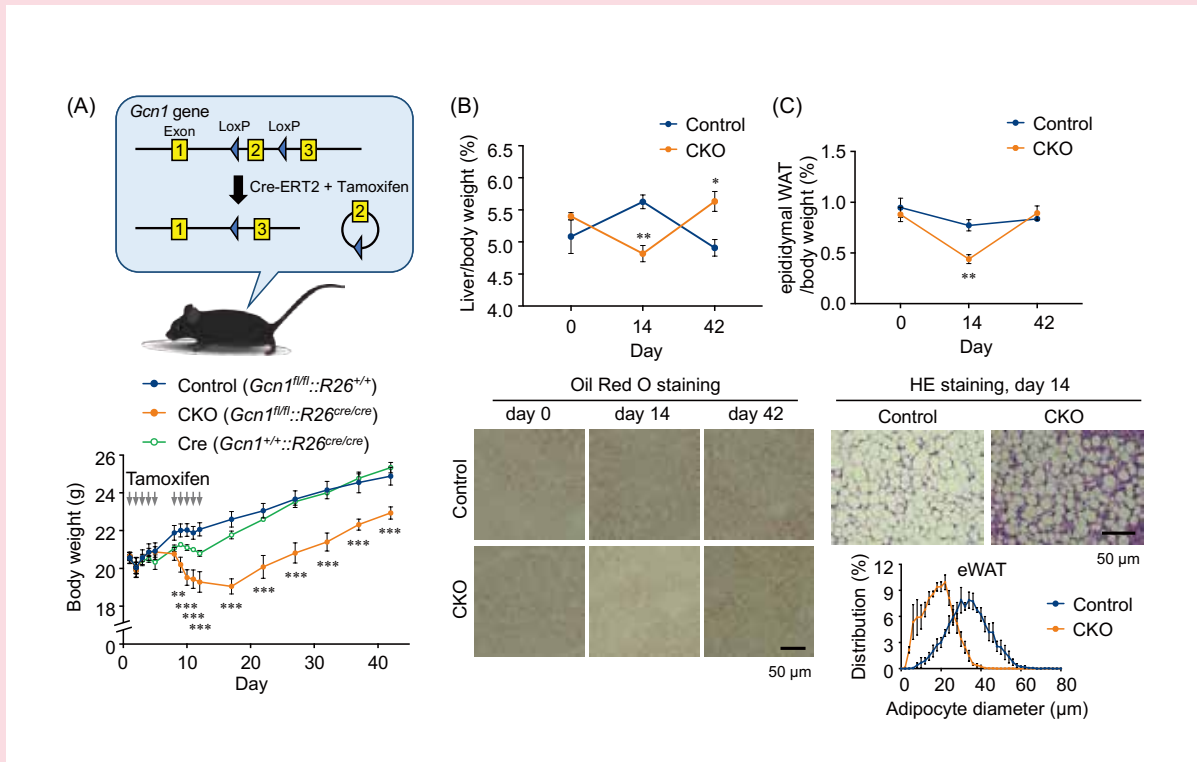 (A)
Gcn1 gene
Exon
LoxP
LoxP
1
2
3
Cre-ERT2 + Tamoxifen
2
1
3
Control (Gcn1fl/fl::R26+/+)
CKO (Gcn1fl/fl::R26cre/cre)
Cre (Gcn1+/+::R26cre/cre)
Body weight (g)
26
24
22
20
18
0
Tamoxifen
**
***
***
***
***
***
***
***
***
***
0
10
20
30
40
Day
(B)
Control
CKO
Liver/body weight (%)
6.5
6.0
5.5
5.0
4.5
4.0
*
**
0
14
42
Day
Oil Red O staining
day 0
day 14
day 42
Control
CKO
50 µm
(C)
Control
CKO
epididymal WAT
/body weight (%)
1.5
1.0
0.5
0.0
**
0
14
42
Day
HE staining, day 14
Control
CKO
50 µm
Distribution (%)
12
9
6
3
0
eWAT
Control
CKO
0
20
40
60
80
Adipocyte diameter (µm)